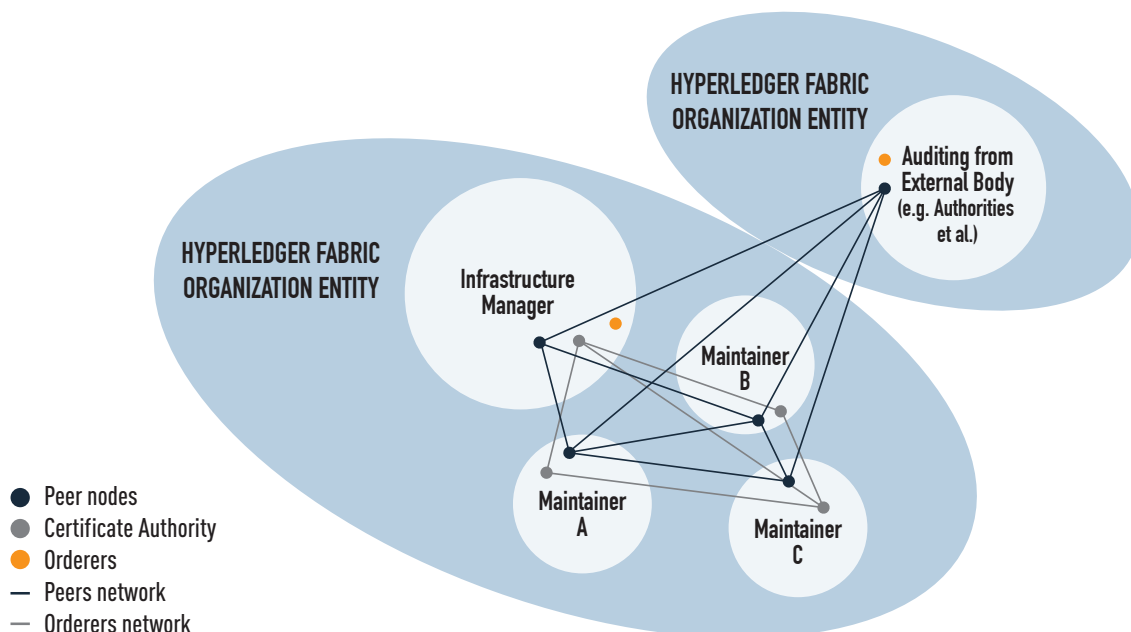 HYPERLEDGER FABRIC
ORGANIZATION ENTITY
Auditing from
External Body
(e.g. Authorities
et al.)
HYPERLEDGER FABRIC
ORGANIZATION ENTITY
Infrastructure
Manager
Maintainer
B
Maintainer
A
Maintainer
C
Peer nodes
Certificate Authority
Orderers
Peers network
Orderers network